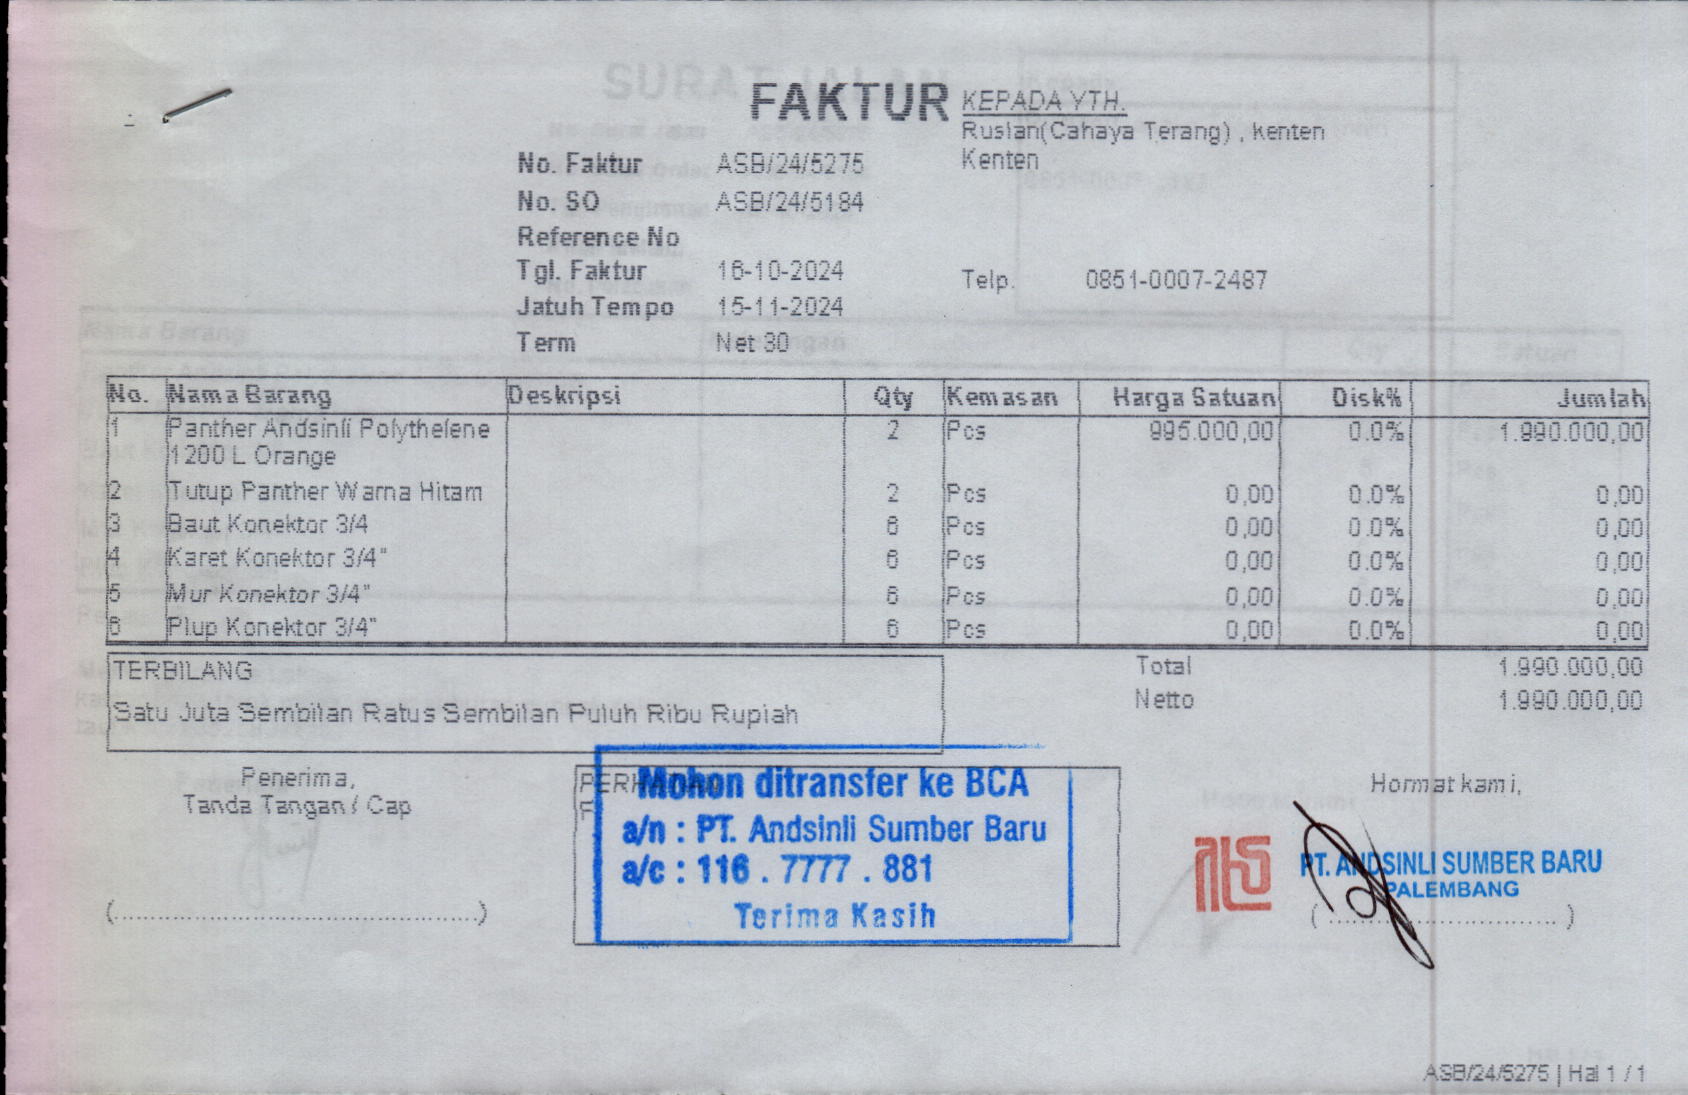 FAKTUR
KEPADA YTH.
Ruslan(Cahaya Terang) , kenten
Kenten
No. Faktur ASB/24/5275
No. SO ASB/24/5184
Reference No
Tgl. Faktur 16-10-2024
Telp. 0851-0007-2487
Jatuh Tempo 15-11-2024
Term Net 30
No. Nama Barang Deskripsi Qty Kemasan Harga Satuan Disk% Jumlah
1 Panther Andsinli Polythelene 2 Pcs 995.000,00 0.0% 1.990.000,00
1200 L Orange
2 Tutup Panther Warna Hitam 2 Pcs 0,00 0.0% 0,00
3 Baut Konektor 3/4 6 Pcs 0,00 0.0% 0,00
4 Karet Konektor 3/4" 6 Pcs 0,00 0.0% 0,00
5 Mur Konektor 3/4" 6 Pcs 0,00 0.0% 0,00
6 Plup Konektor 3/4" 6 Pcs 0,00 0.0% 0,00
TERBILANG
Total 1.990.000,00
Netto 1.990.000,00
Satu Juta Sembilan Ratus Sembilan Puluh Ribu Rupiah
Penerima,
Tanda Tangan / Cap
(...............................................)
Mohon ditransfer ke BCA
a/n : PT. Andsinli Sumber Baru
a/c : 116 . 7777 . 881
Terima Kasih
Hormat kami,
PT. ANDSINLI SUMBER BARU
PALEMBANG
(..............................)
ASB/24/5275 | Hal 1 / 1